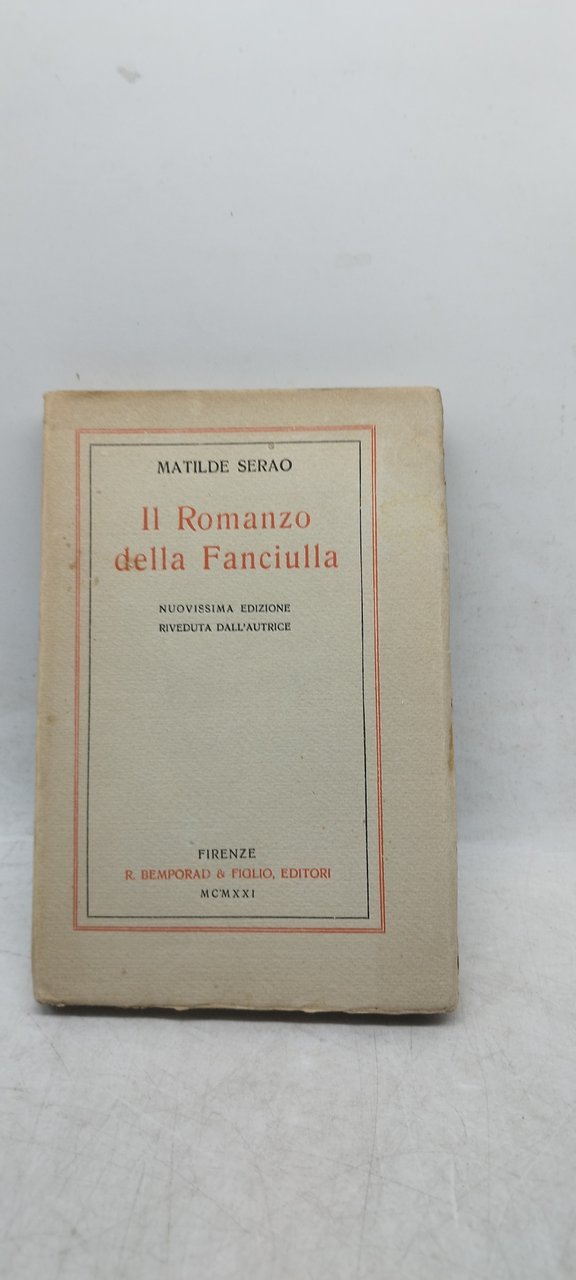 MATILDE SERAO
Il Romanzo
della Fanciulla
NUOVISSIMA EDIZIONE
RIVEDUTA DALL'AUTRICE
FIRENZE
R. BEMPORAD & FIGLIO, EDITORI
MCMXXI